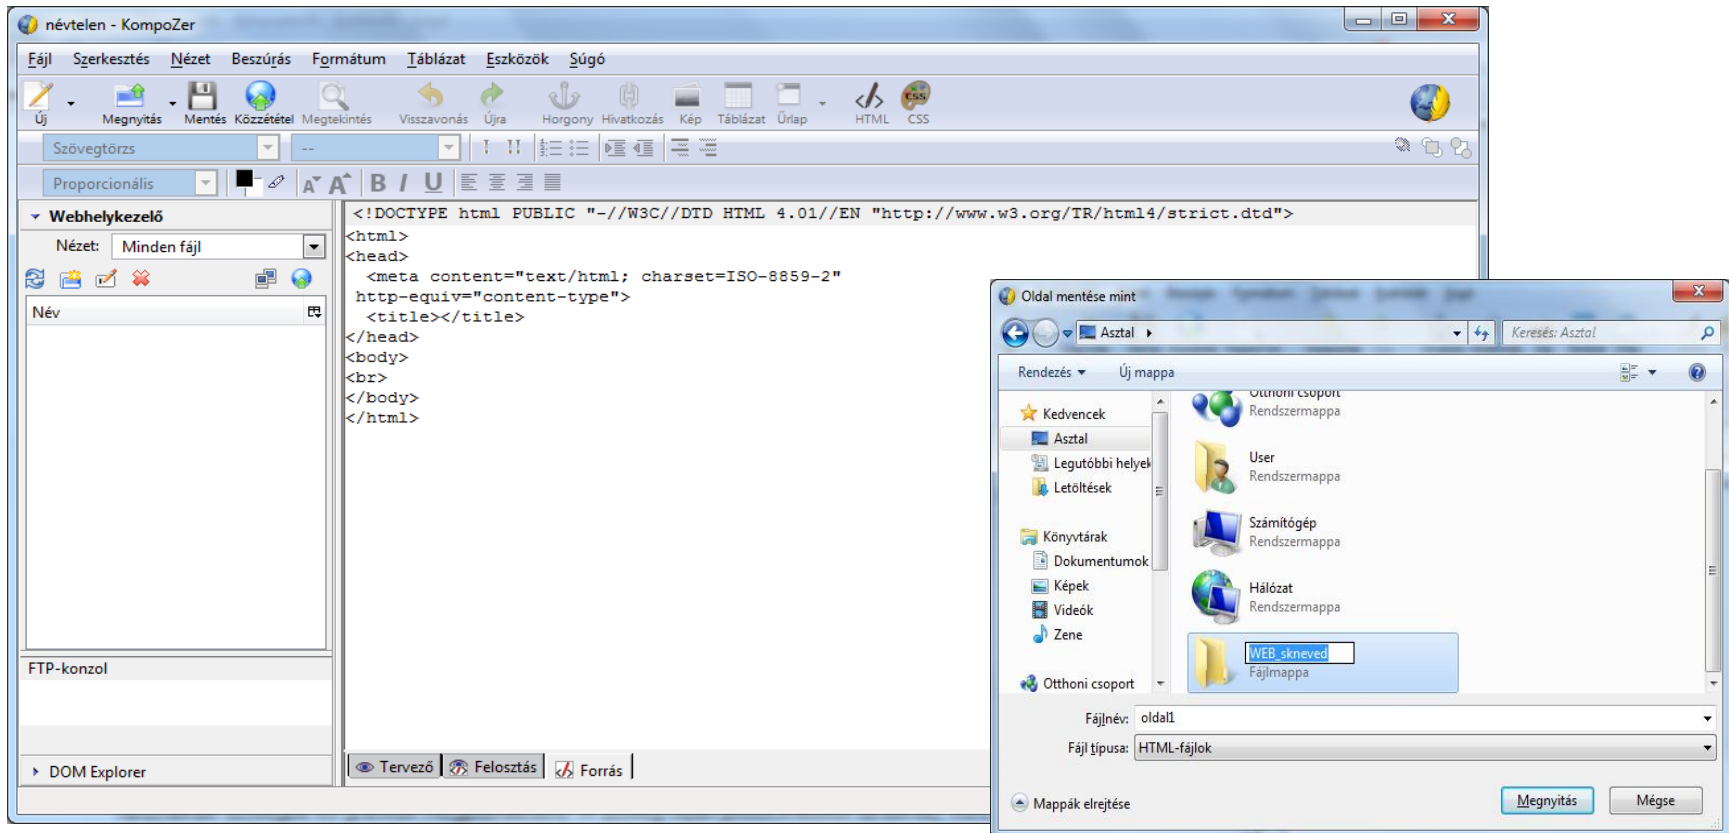 névtelen - KompoZer
Fájl Szerkesztés Nézet Beszúrás Formátum Táblázat Eszközök Súgó
Új Megnyitás Mentés Közzététel Megtekintés Visszavonás Újra Horgony Hivatkozás Kép Táblázat Űrlap HTML CSS
Szövegtörzs --
Proporcionális
Webhelykezelő
Nézet: Minden fájl
Név
FTP-konzol
DOM Explorer
<!DOCTYPE html PUBLIC "-//W3C//DTD HTML 4.01//EN "http://www.w3.org/TR/html4/strict.dtd">
<html>
<head>
<meta content="text/html; charset=ISO-8859-2"
http-equiv="content-type">
<title></title>
</head>
<body>
<br>
</body>
</html>
Tervező Felosztás Forrás
Oldal mentése mint
Asztal
Keresés: Asztal
Rendezés Új mappa
Kedvencek
Asztal
Legutóbbi helyek
Letöltések
Könyvtárak
Dokumentumok
Képek
Videók
Zene
Otthoni csoport
Otthoni csoport
Rendszermappa
User
Rendszermappa
Számítógép
Rendszermappa
Hálózat
Rendszermappa
WEB_skneved
Fájlmappa
Fájlnév: oldal1
Fájl típusa: HTML-fájlok
Mappák elrejtése
Megnyitás Mégse